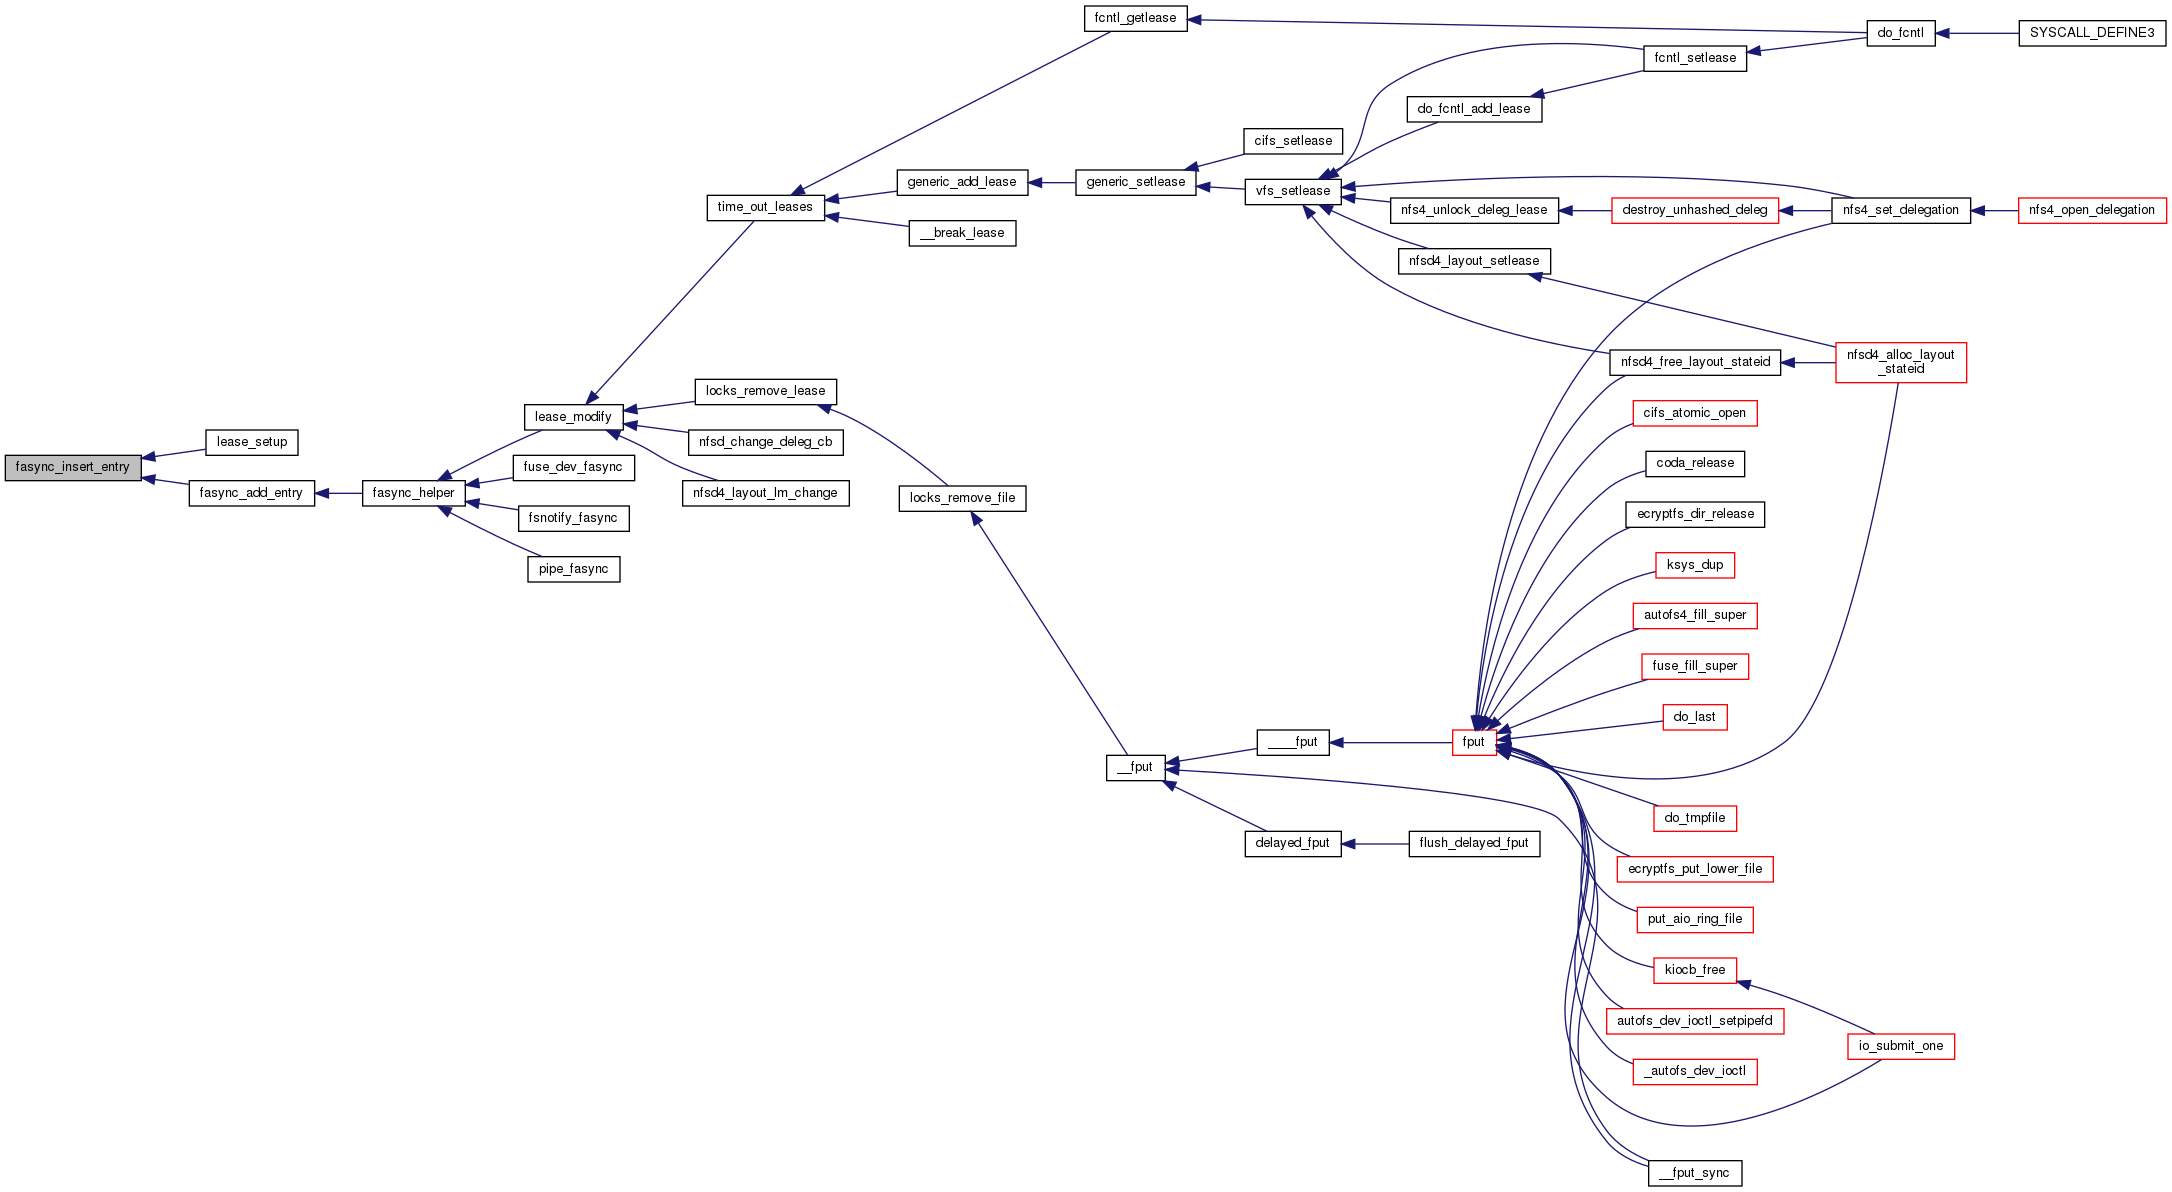 fcntl_getlease
do_fcntl
SYSCALL_DEFINE3
fcntl_setlease
do_fcntl_add_lease
cifs_setlease
generic_add_lease
generic_setlease
vfs_setlease
time_out_leases
nfs4_unlock_deleg_lease
destroy_unhashed_deleg
nfs4_set_delegation
nfs4_open_delegation
__break_lease
nfsd4_layout_setlease
nfsd4_free_layout_stateid
nfsd4_alloc_layout
_stateid
locks_remove_lease
lease_modify
cifs_atomic_open
lease_setup
nfsd_change_deleg_cb
fasync_insert_entry
fuse_dev_fasync
coda_release
fasync_add_entry
fasync_helper
nfsd4_layout_lm_change
locks_remove_file
fsnotify_fasync
ecryptfs_dir_release
pipe_fasync
ksys_dup
autofs4_fill_super
fuse_fill_super
do_last
____fput
fput
__fput
do_tmpfile
delayed_fput
flush_delayed_fput
ecryptfs_put_lower_file
put_aio_ring_file
kiocb_free
autofs_dev_ioctl_setpipefd
io_submit_one
_autofs_dev_ioctl
__fput_sync